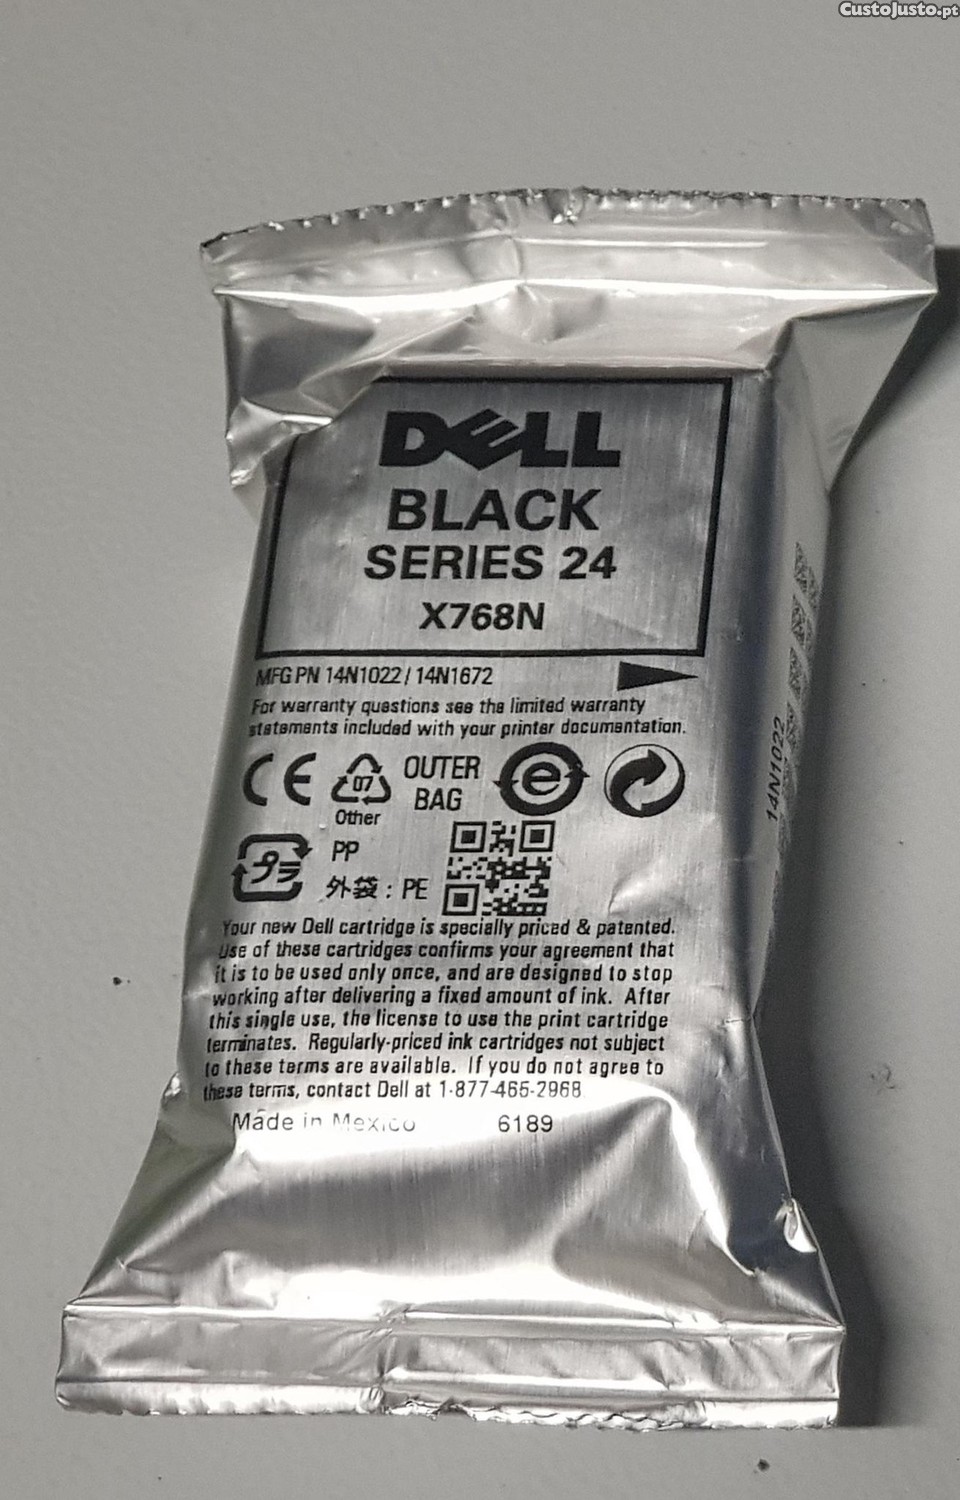 CustoJusto.pt
DELL
BLACK
SERIES 24
X768N
MFG PN 14N1022 / 14N1672
For warranty questions see the limited warranty
statements included with your printer documentation.
CE
07
Other
OUTER
BAG
e
プラ
PP
外袋 : PE
14N1022
Your new Dell cartridge is specially priced & patented.
Use of these cartridges confirms your agreement that
it is to be used only once, and are designed to stop
working after delivering a fixed amount of ink. After
this single use, the license to use the print cartridge
terminates. Regularly-priced ink cartridges not subject
to these terms are available. If you do not agree to
these terms, contact Dell at 1-877-465-2968
Made in Mexico 6189